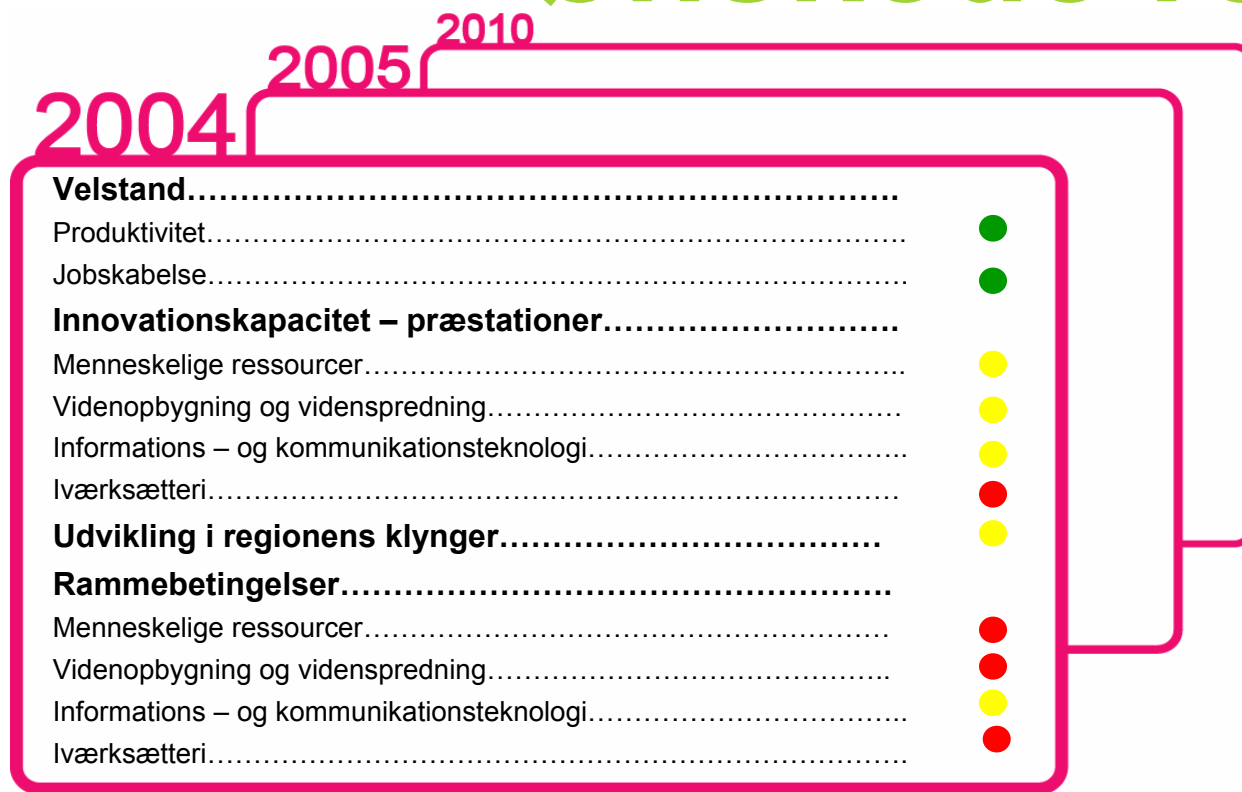 2010
2005
2004
Velstand……………………………………………………….
Produktivitet…………………………………………………………….
Jobskabelse……………………………………………………………..
Innovationskapacitet – præstationer……………………….
Menneskelige ressourcer……………………………………………..
Videnopbygning og videnspredning……………………………………
Informations – og kommunikationsteknologi…………………………..
Iværksætteri……………………………………………………………
Udvikling i regionens klynger………………………………
Rammebetingelser…………………………………………….
Menneskelige ressourcer………………………………………………
Videnopbygning og videnspredning…………………………………..
Informations – og kommunikationsteknologi…………………………..
Iværksætteri…………………………………………………………….